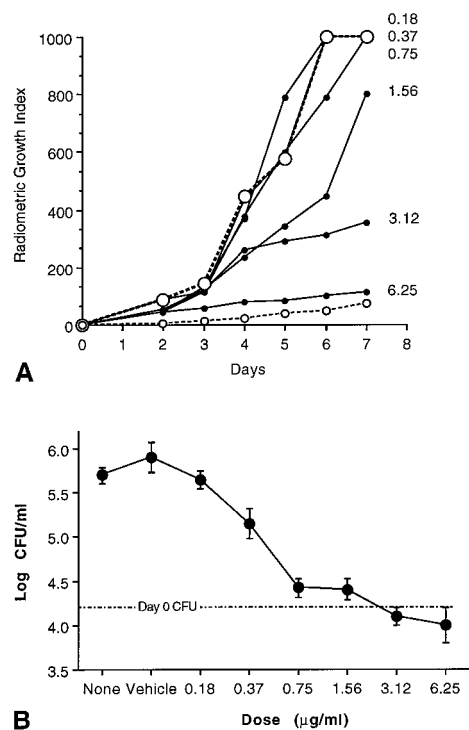 0.18
0.37
0.75
1.56
3.12
6.25
1000
800
600
400
200
0
Radiometric Growth Index
0 1 2 3 4 5 6 7 8
Days
A
6.0
5.5
5.0
4.5
4.0
3.5
Log CFU/ml
Day 0 CFU
None Vehicle 0.18 0.37 0.75 1.56 3.12 6.25
Dose (µg/ml)
B